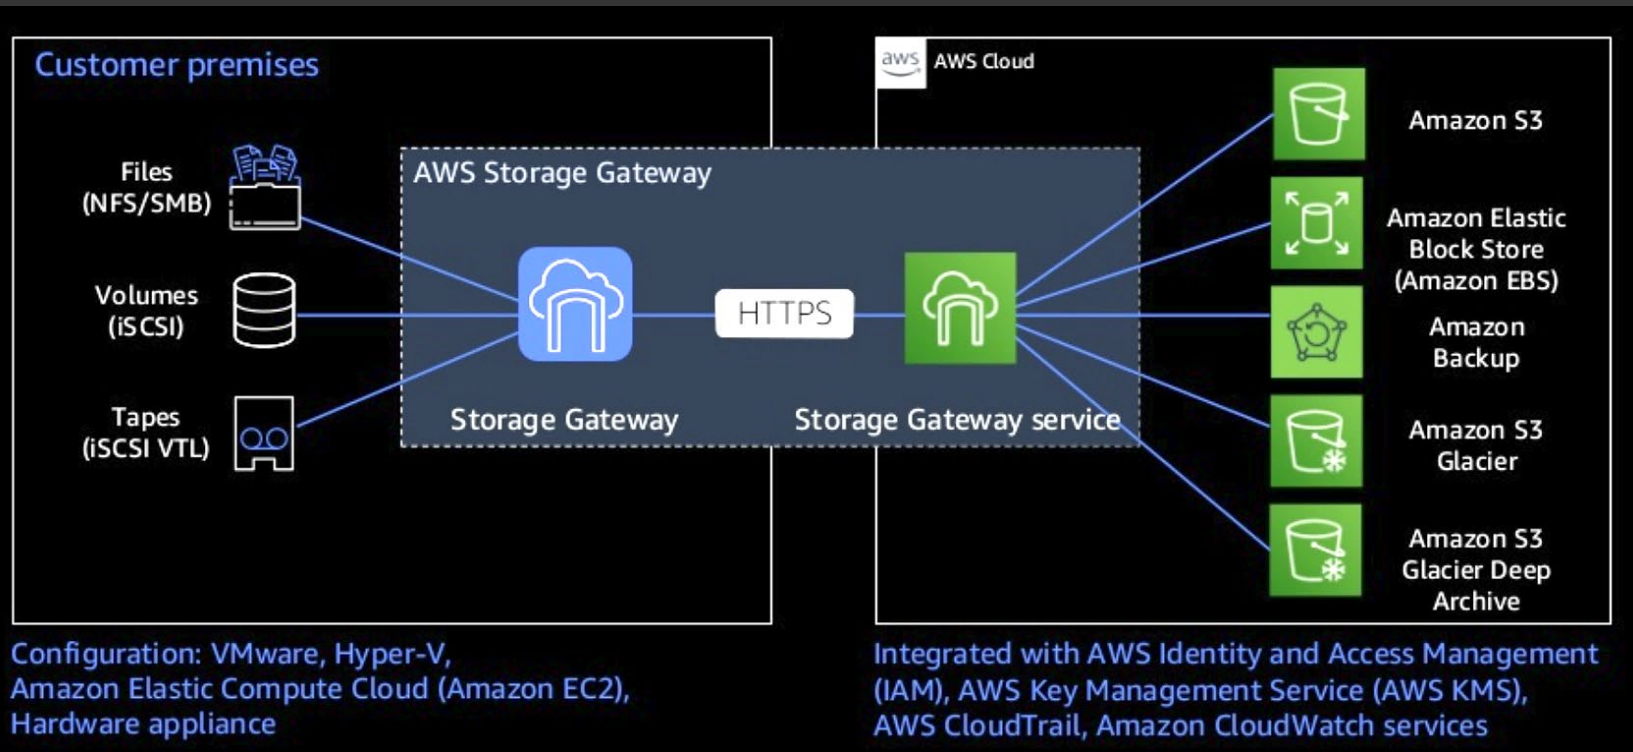 Customer premises
Files
(NFS/SMB)
Volumes
(iSCSI)
Tapes
(iSCSI VTL)
AWS Storage Gateway
Storage Gateway
HTTPS
Storage Gateway service
aws
AWS Cloud
Amazon S3
Amazon Elastic
Block Store
(Amazon EBS)
Amazon
Backup
Amazon S3
Glacier
Amazon S3
Glacier Deep
Archive
Configuration: VMware, Hyper-V,
Amazon Elastic Compute Cloud (Amazon EC2),
Hardware appliance
Integrated with AWS Identity and Access Management
(IAM), AWS Key Management Service (AWS KMS),
AWS CloudTrail, Amazon CloudWatch services